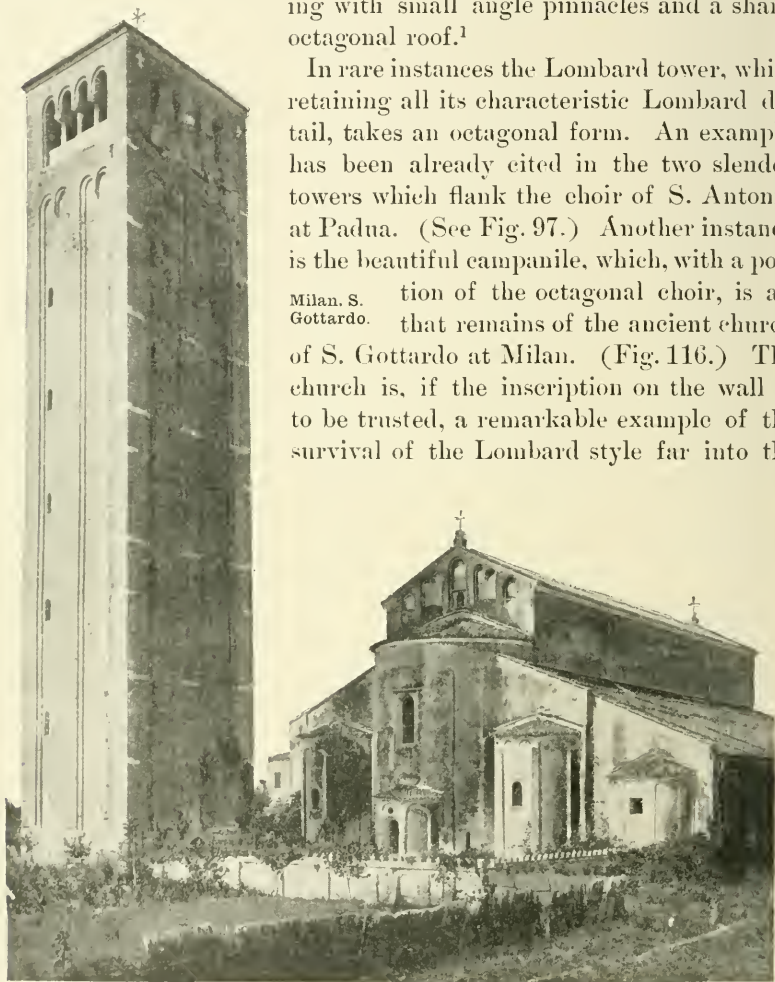 ing with small angle pinnacles and a shar
octagonal roof.¹
In rare instances the Lombard tower, whi
retaining all its characteristic Lombard d
tail, takes an octagonal form. An examp
has been already cited in the two slend
towers which flank the choir of S. Anton
at Padua. (See Fig. 97.) Another instan
is the beautiful campanile, which, with a po
Milan. S.
Gottardo.
tion of the octagonal choir, is a
that remains of the ancient churc
of S. Gottardo at Milan. (Fig. 116.) Th
church is, if the inscription on the wall
to be trusted, a remarkable example of th
survival of the Lombard style far into th